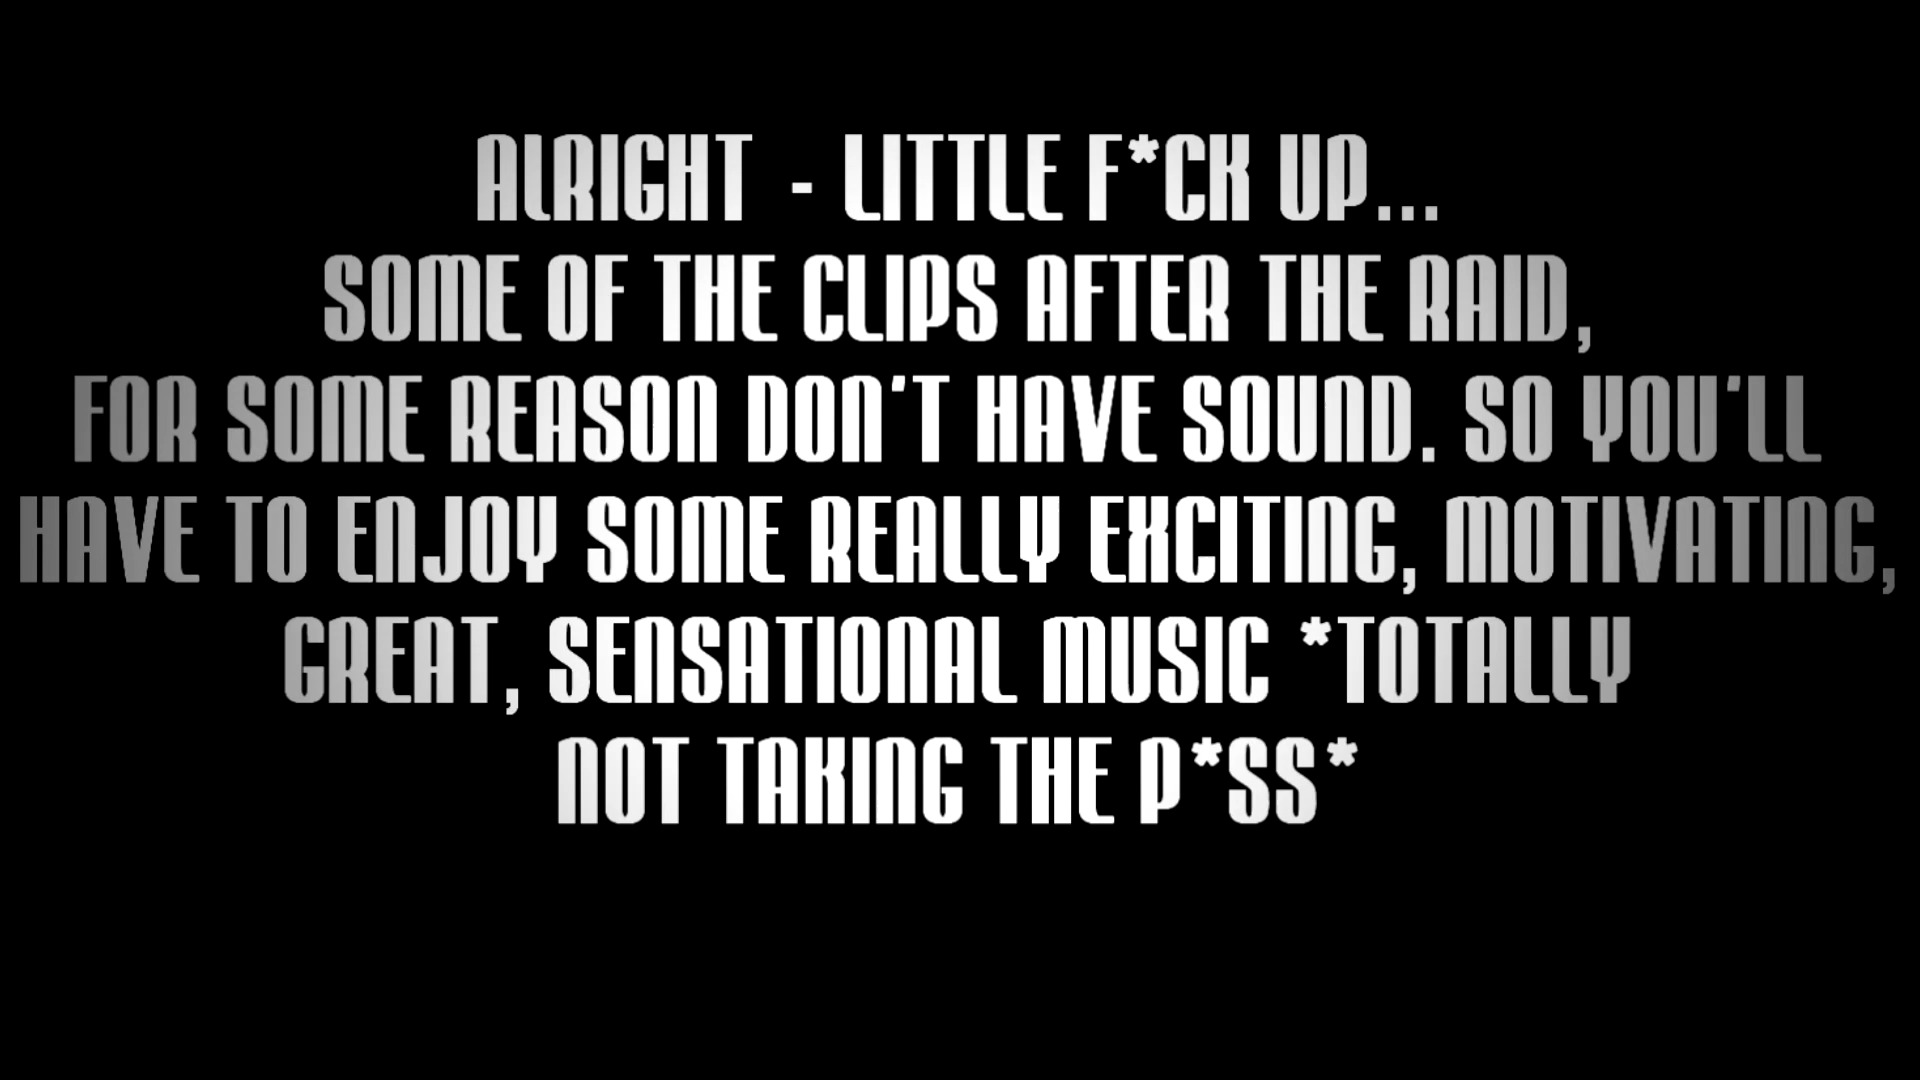 ALRIGHT - LITTLE F*CK UP...
SOME OF THE CLIPS AFTER THE RAID,
FOR SOME REASON DON'T HAVE SOUND. SO YOU'LL
HAVE TO ENJOY SOME REALLY EXCITING, MOTIVATING,
GREAT, SENSATIONAL MUSIC *TOTALLY
NOT TAKING THE P*SS*